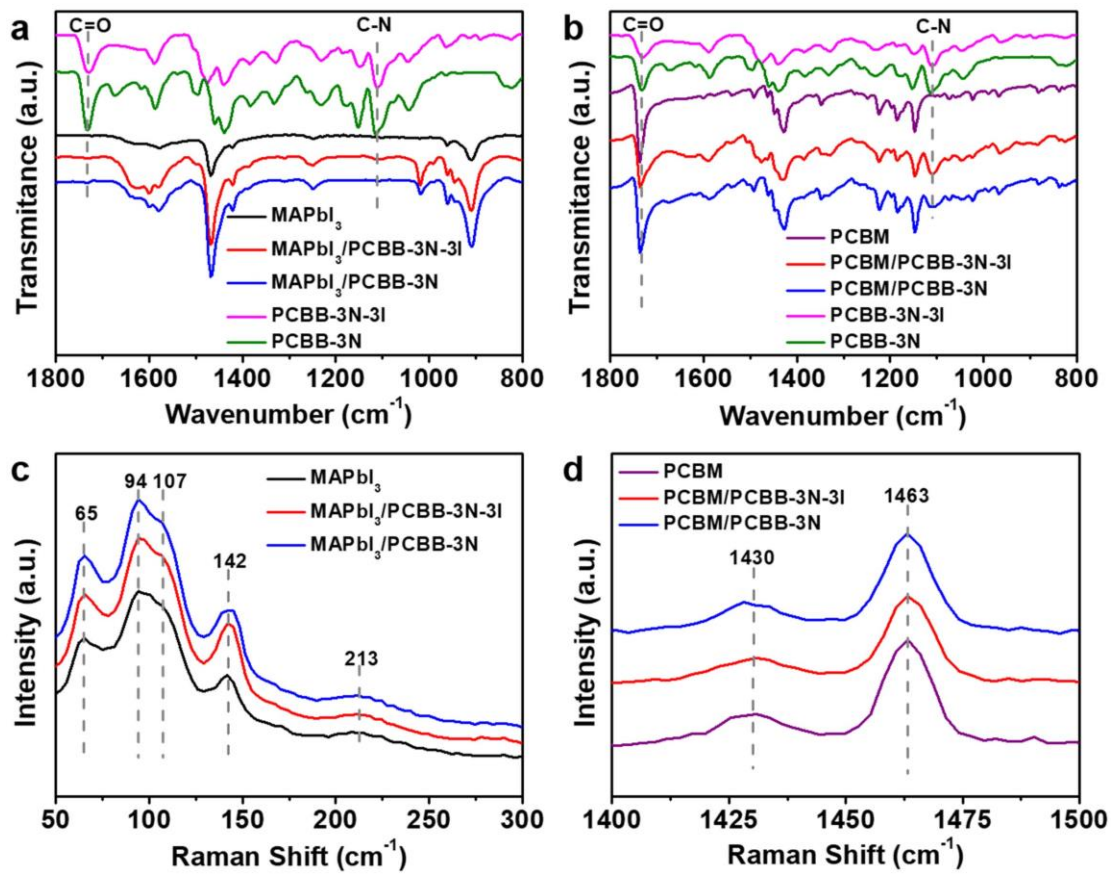 a
C=O
C-N
Transmitance (a.u.)
MAPbI3
MAPbI3/PCBB-3N-3I
MAPbI3/PCBB-3N
PCBB-3N-3I
PCBB-3N
1800 1600 1400 1200 1000 800
Wavenumber (cm-1)
b
C=O
C-N
Transmitance (a.u.)
PCBM
PCBM/PCBB-3N-3I
PCBM/PCBB-3N
PCBB-3N-3I
PCBB-3N
1800 1600 1400 1200 1000 800
Wavenumber (cm-1)
c
65
94 107
142
213
Intensity (a.u.)
MAPbI3
MAPbI3/PCBB-3N-3I
MAPbI3/PCBB-3N
50 100 150 200 250 300
Raman Shift (cm-1)
d
PCBM
PCBM/PCBB-3N-3I
PCBM/PCBB-3N
1430
1463
Intensity (a.u.)
1400 1425 1450 1475 1500
Raman Shift (cm-1)